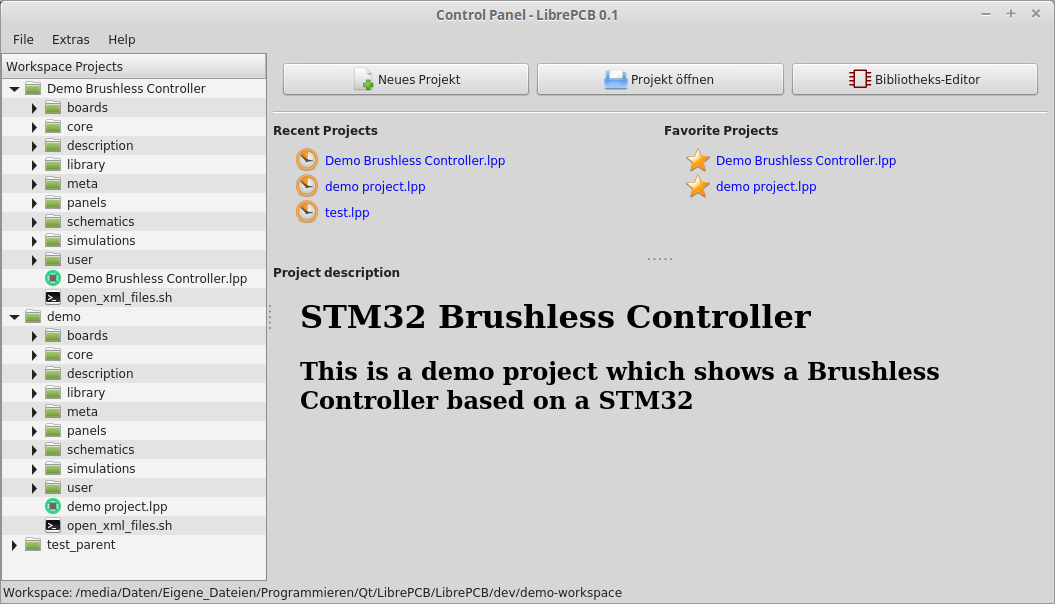 Control Panel - LibrePCB 0.1
File Extras Help
Workspace Projects
Demo Brushless Controller
boards
core
description
library
meta
panels
schematics
simulations
user
Demo Brushless Controller.lpp
open_xml_files.sh
demo
boards
core
description
library
meta
panels
schematics
simulations
user
demo project.lpp
open_xml_files.sh
test_parent
Neues Projekt
Projekt öffnen
Bibliotheks-Editor
Recent Projects
Demo Brushless Controller.lpp
demo project.lpp
test.lpp
Favorite Projects
Demo Brushless Controller.lpp
demo project.lpp
Project description
STM32 Brushless Controller
This is a demo project which shows a Brushless
Controller based on a STM32
Workspace: /media/Daten/Eigene_Dateien/Programmieren/Qt/LibrePCB/LibrePCB/dev/demo-workspace